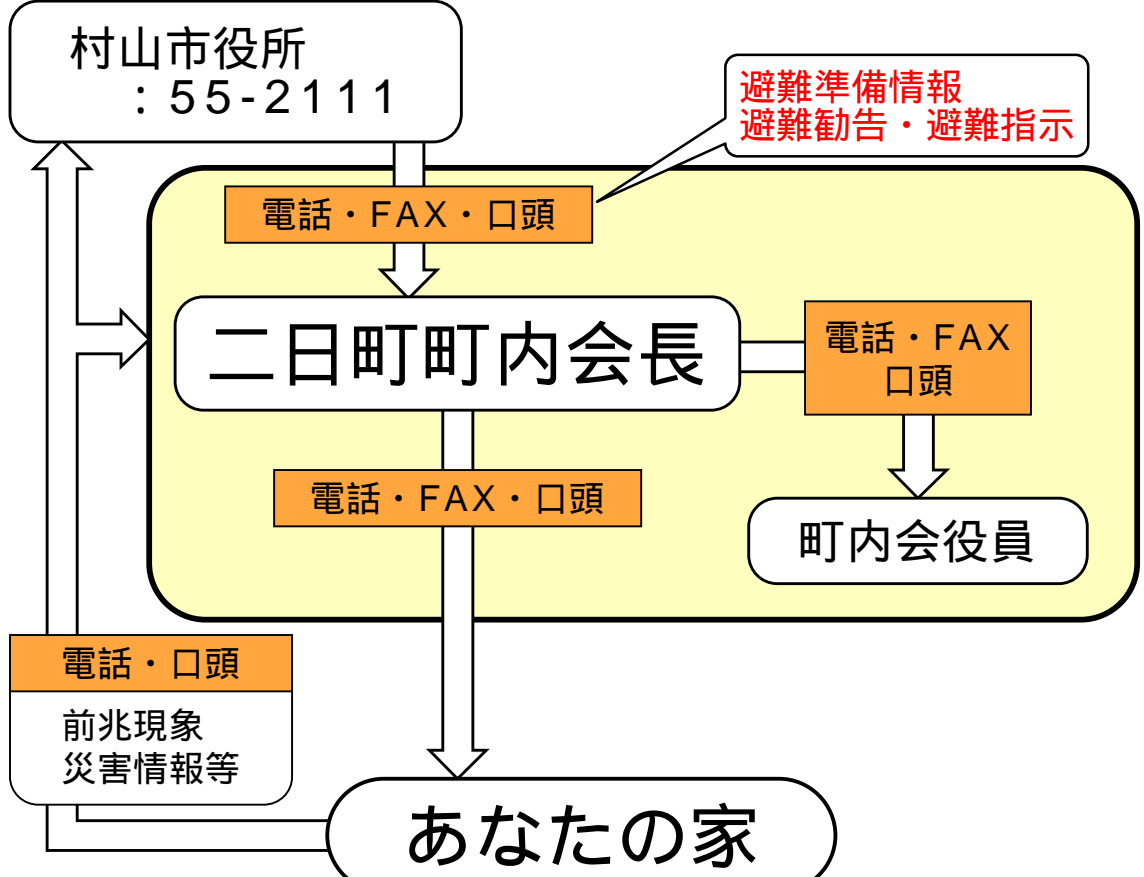 村山市役所
：55-2111
避難準備情報
避難勧告・避難指示
電話・FAX・口頭
二日町町内会長
電話・FAX
口頭
電話・FAX・口頭
町内会役員
電話・口頭
前兆現象
災害情報等
あなたの家